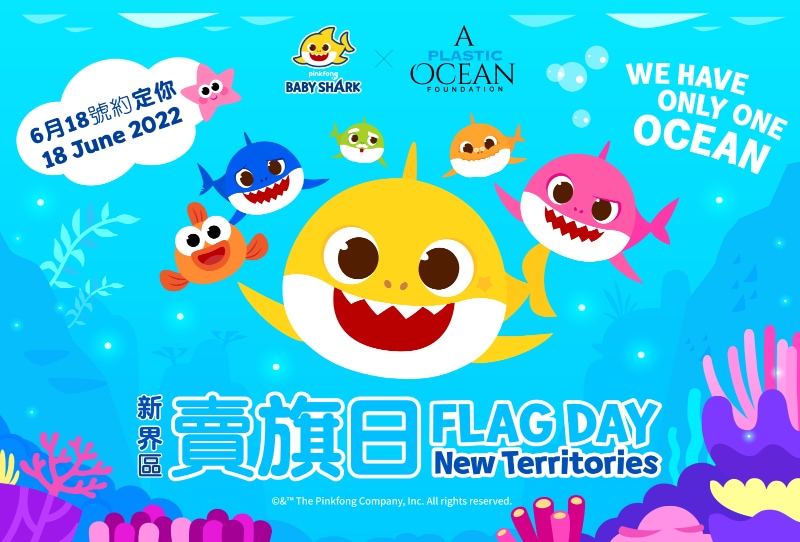 pinkfong
BABY SHARK
×
A
PLASTIC
OCEAN
FOUNDATION
6月18號約定你
18 June 2022
WE HAVE
ONLY ONE
OCEAN
新界區
賣旗日
FLAG DAY
New Territories
©&™ The Pinkfong Company, Inc. All rights reserved.